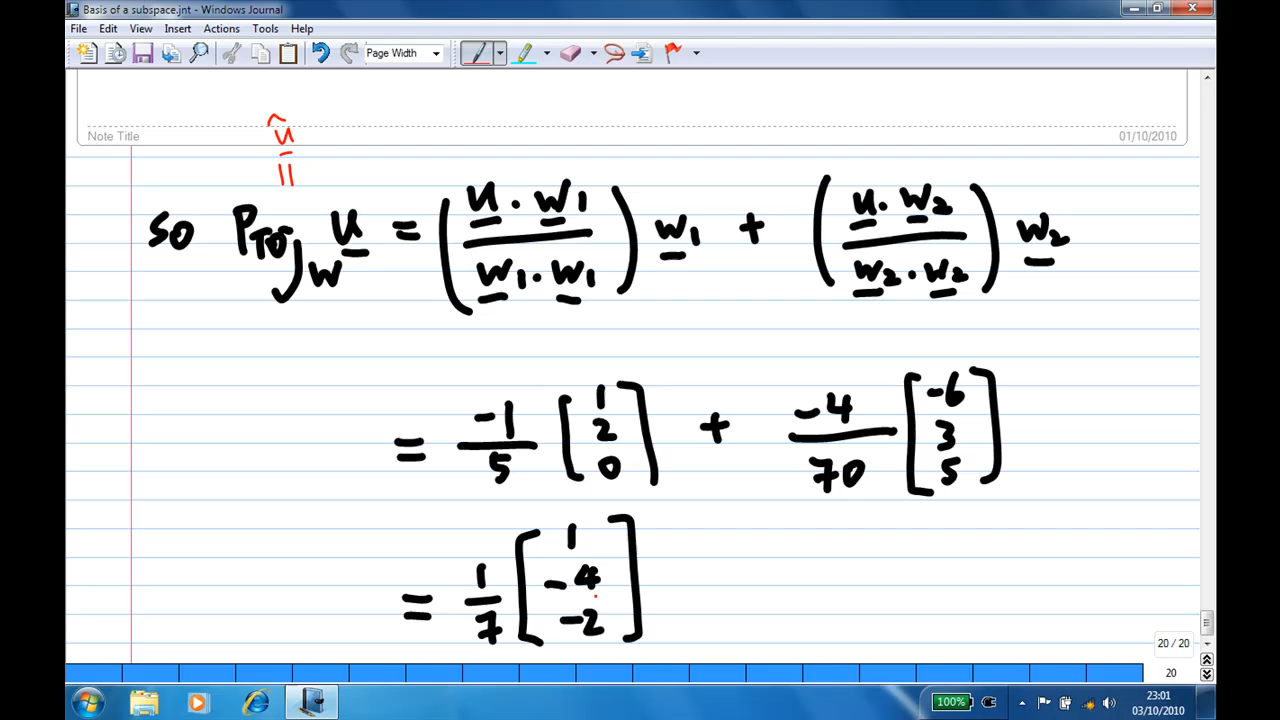 Basis of a subspace.jnt - Windows Journal
File Edit View Insert Actions Tools Help
Page Width
Note Title 01/10/2010
û
=
so Proj_W u = (u · w1 / w1 · w1) w1 + (u · w2 / w2 · w2) w2
= -1/5 [1 2 0] + -4/70 [-6 3 5]
= 1/7 [1 -4 -2]
20 / 20
20
100%
23:01
03/10/2010